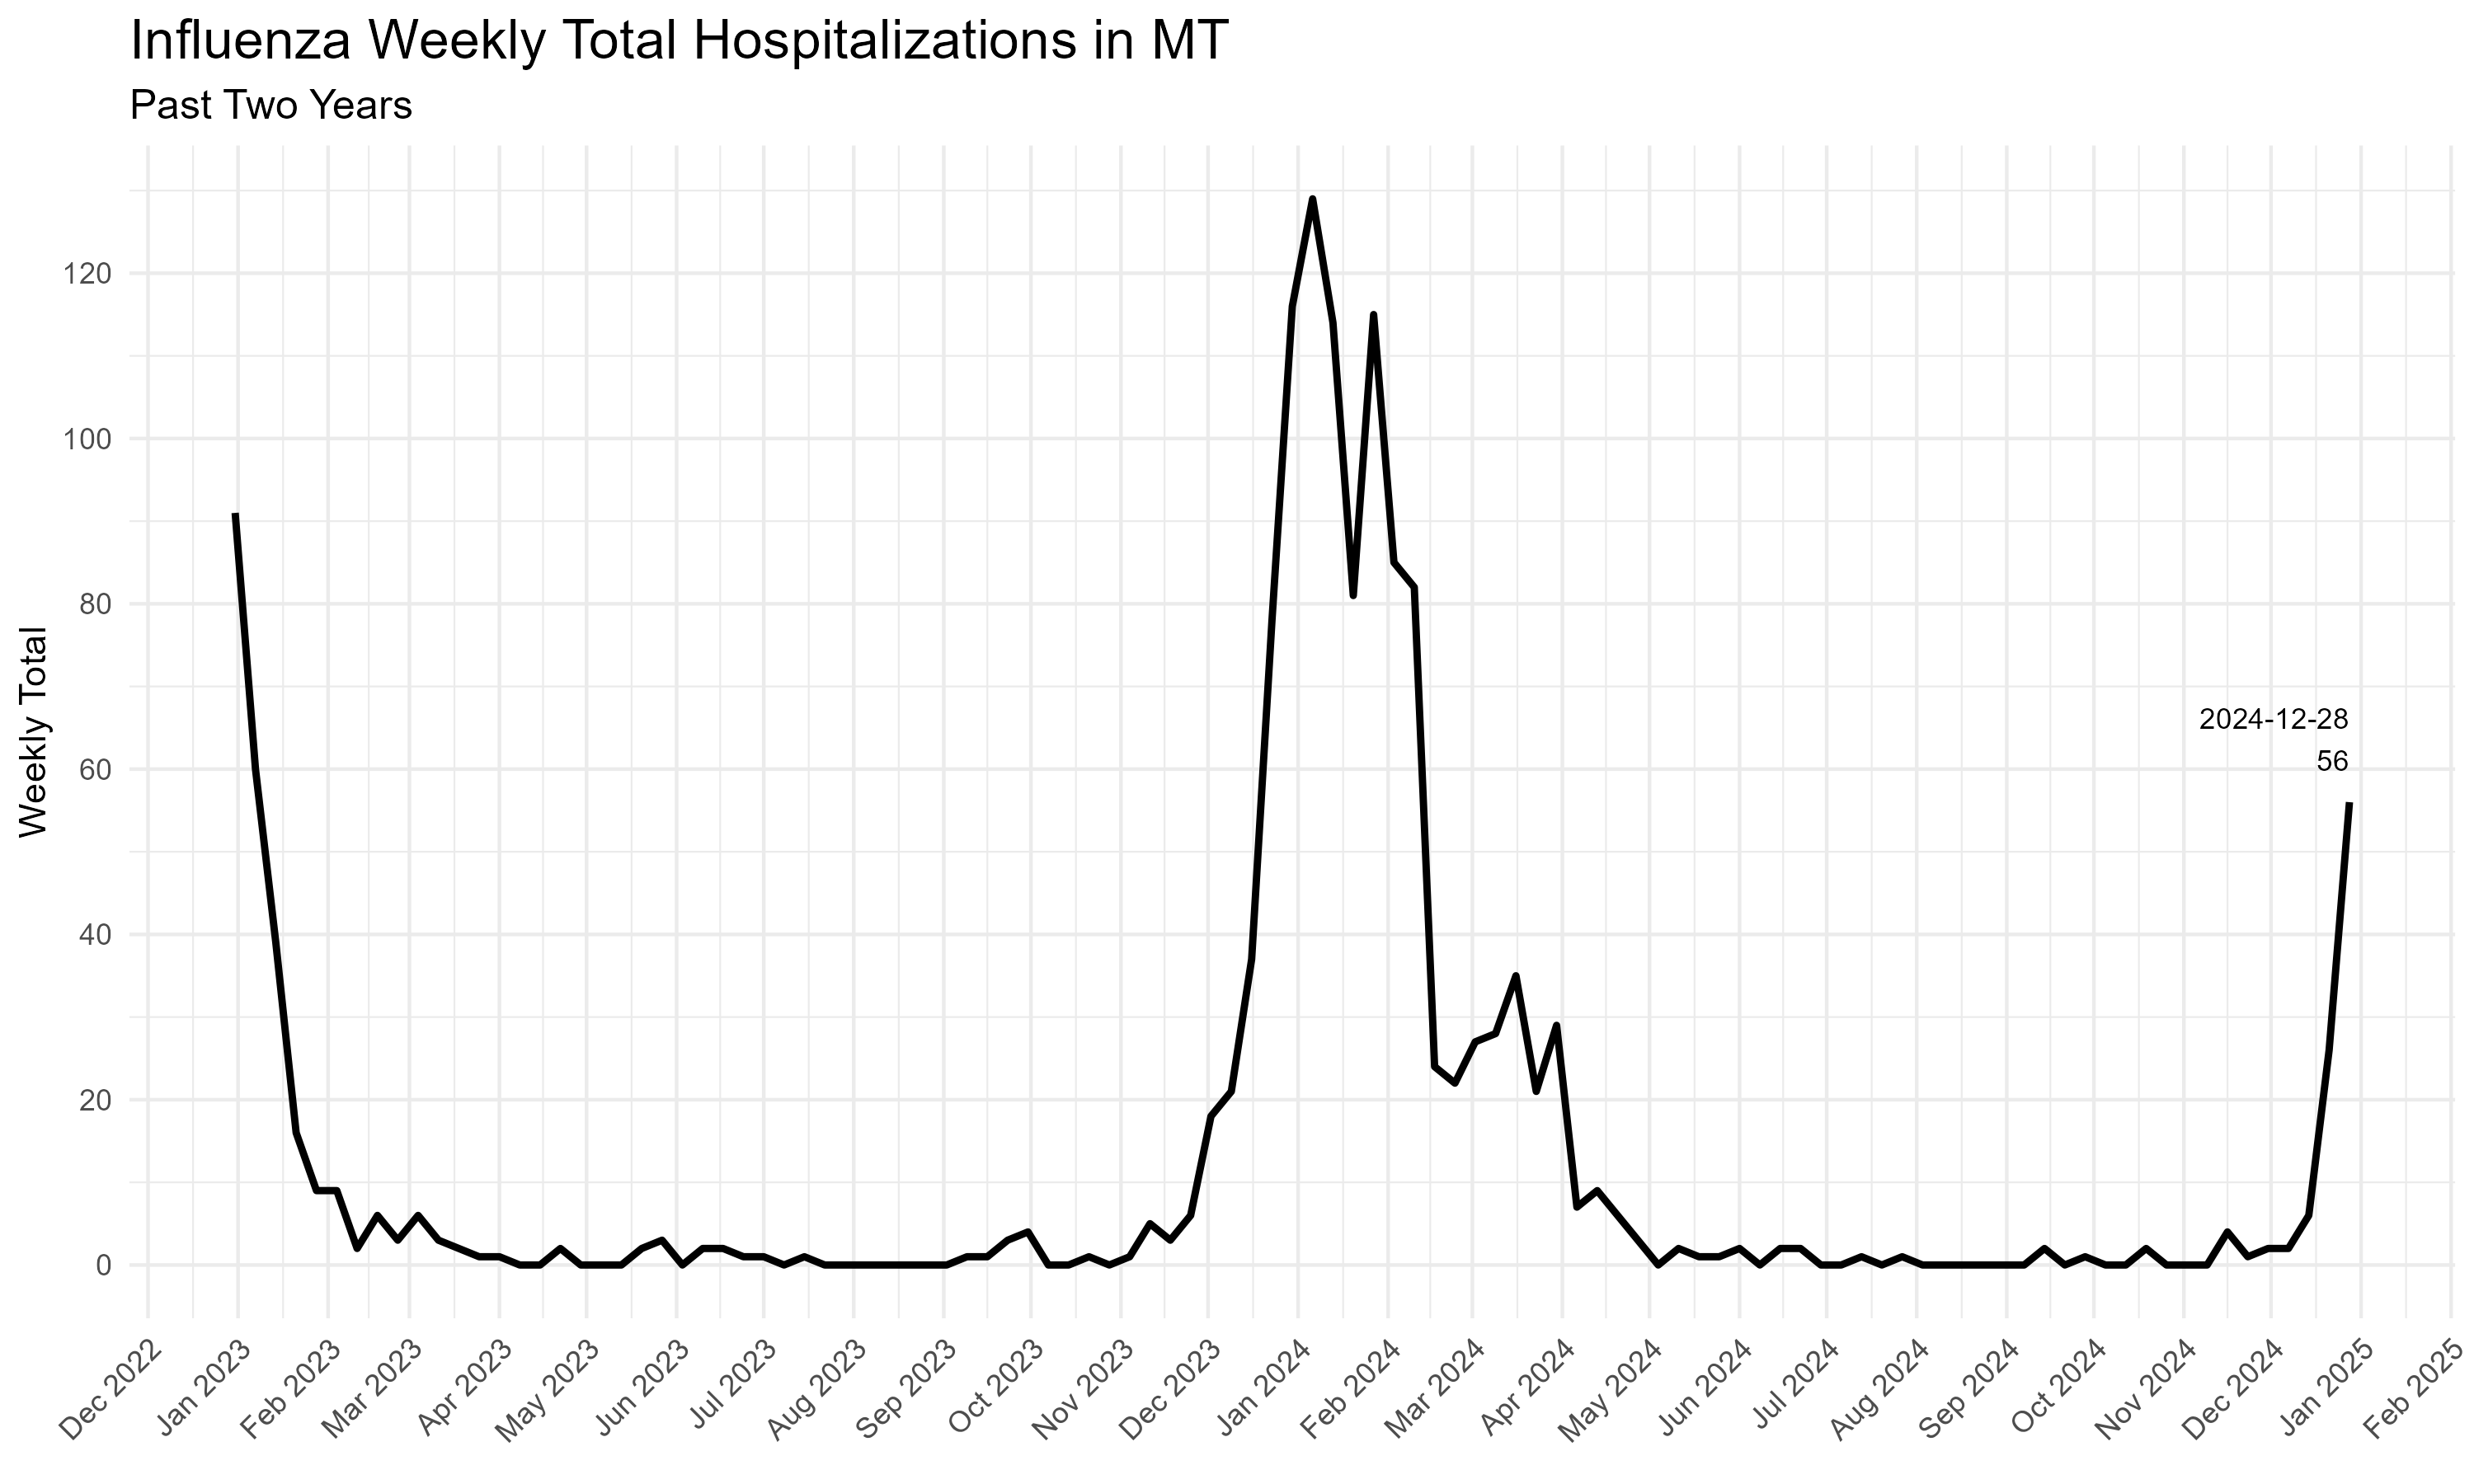 Influenza Weekly Total Hospitalizations in MT
Past Two Years
Weekly Total
120
100
80
60
40
20
0
2024-12-28
56
Dec 2022
Jan 2023
Feb 2023
Mar 2023
Apr 2023
May 2023
Jun 2023
Jul 2023
Aug 2023
Sep 2023
Oct 2023
Nov 2023
Dec 2023
Jan 2024
Feb 2024
Mar 2024
Apr 2024
May 2024
Jun 2024
Jul 2024
Aug 2024
Sep 2024
Oct 2024
Nov 2024
Dec 2024
Jan 2025
Feb 2025